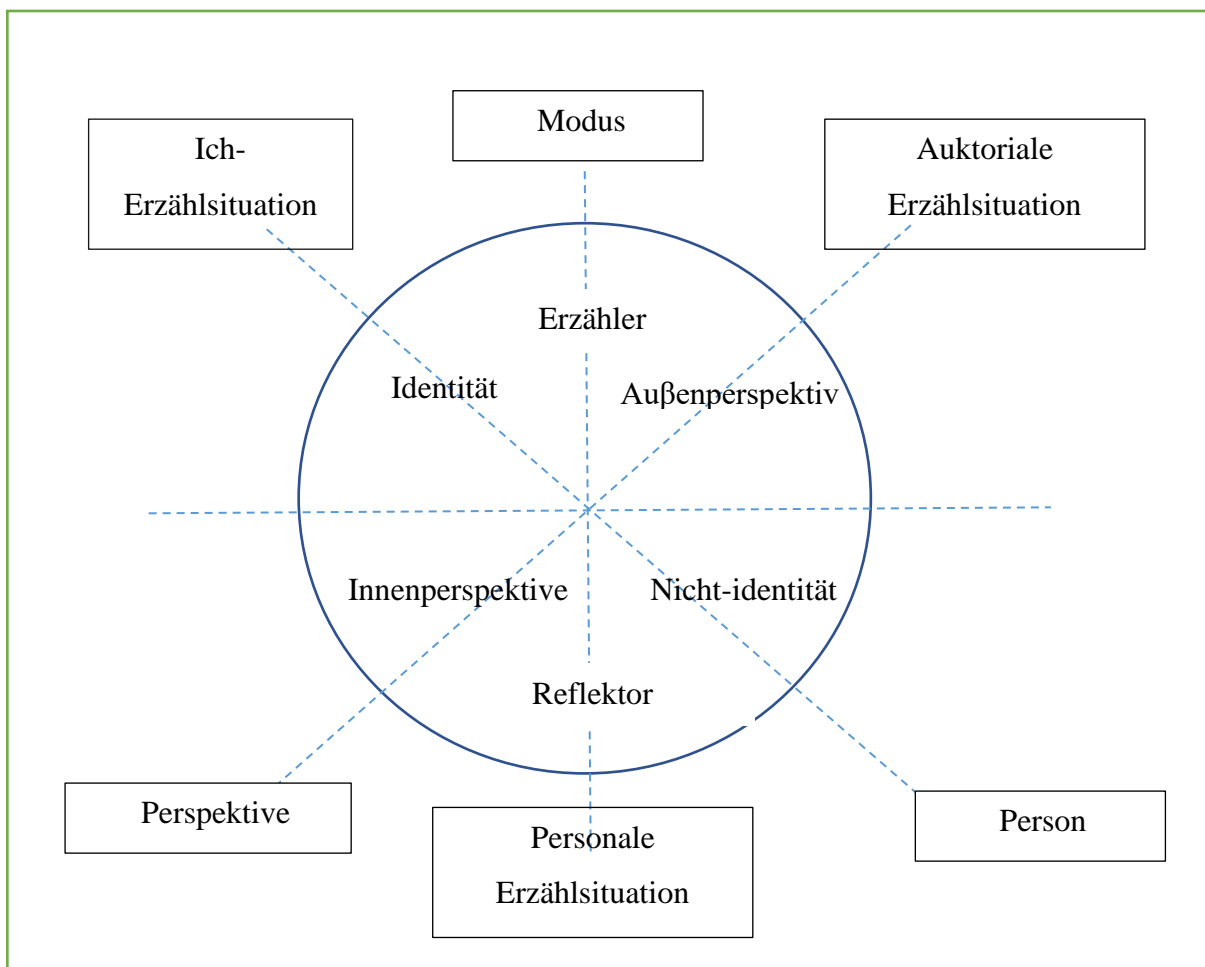 Modus
Ich-
Erzählsituation
Auktoriale
Erzählsituation
Erzähler
Identität
Auβenperspektiv
Innenperspektive
Nicht-identität
Reflektor
Perspektive
Personale
Erzählsituation
Person